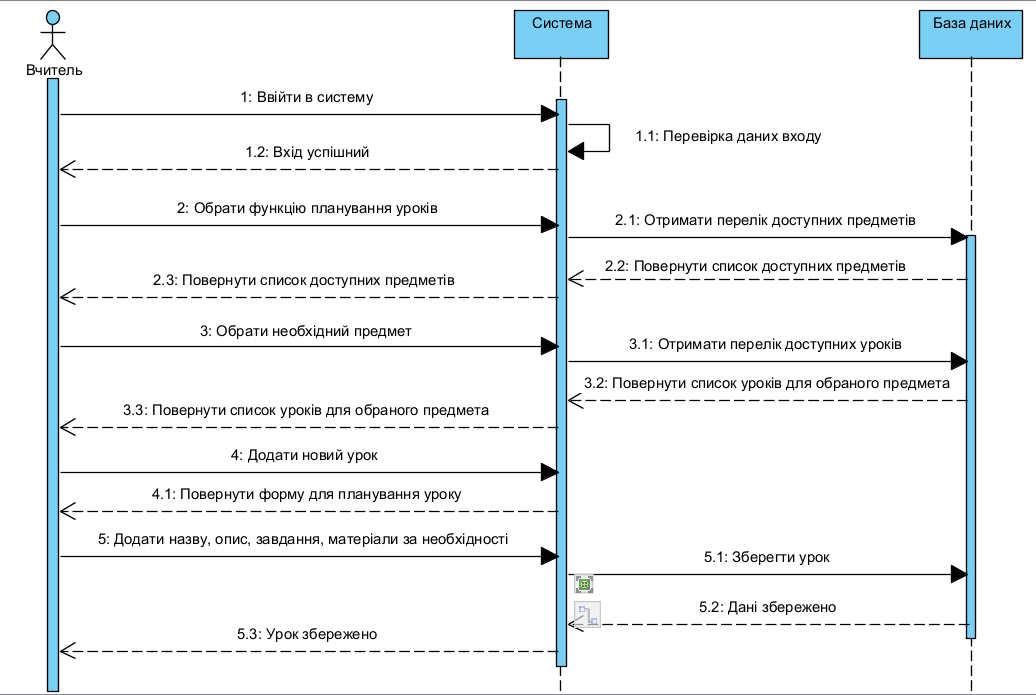 Система
База даних
Вчитель
1: Ввійти в систему
1.1: Перевірка даних входу
1.2: Вхід успішний
2: Обрати функцію планування уроків
2.1: Отримати перелік доступних предметів
2.2: Повернути список доступних предметів
2.3: Повернути список доступних предметів
3: Обрати необхідний предмет
3.1: Отримати перелік доступних уроків
3.2: Повернути список уроків для обраного предмета
3.3: Повернути список уроків для обраного предмета
4: Додати новий урок
4.1: Повернути форму для планування уроку
5: Додати назву, опис, завдання, матеріали за необхідності
5.1: Зберегти урок
5.2: Дані збережено
5.3: Урок збережено